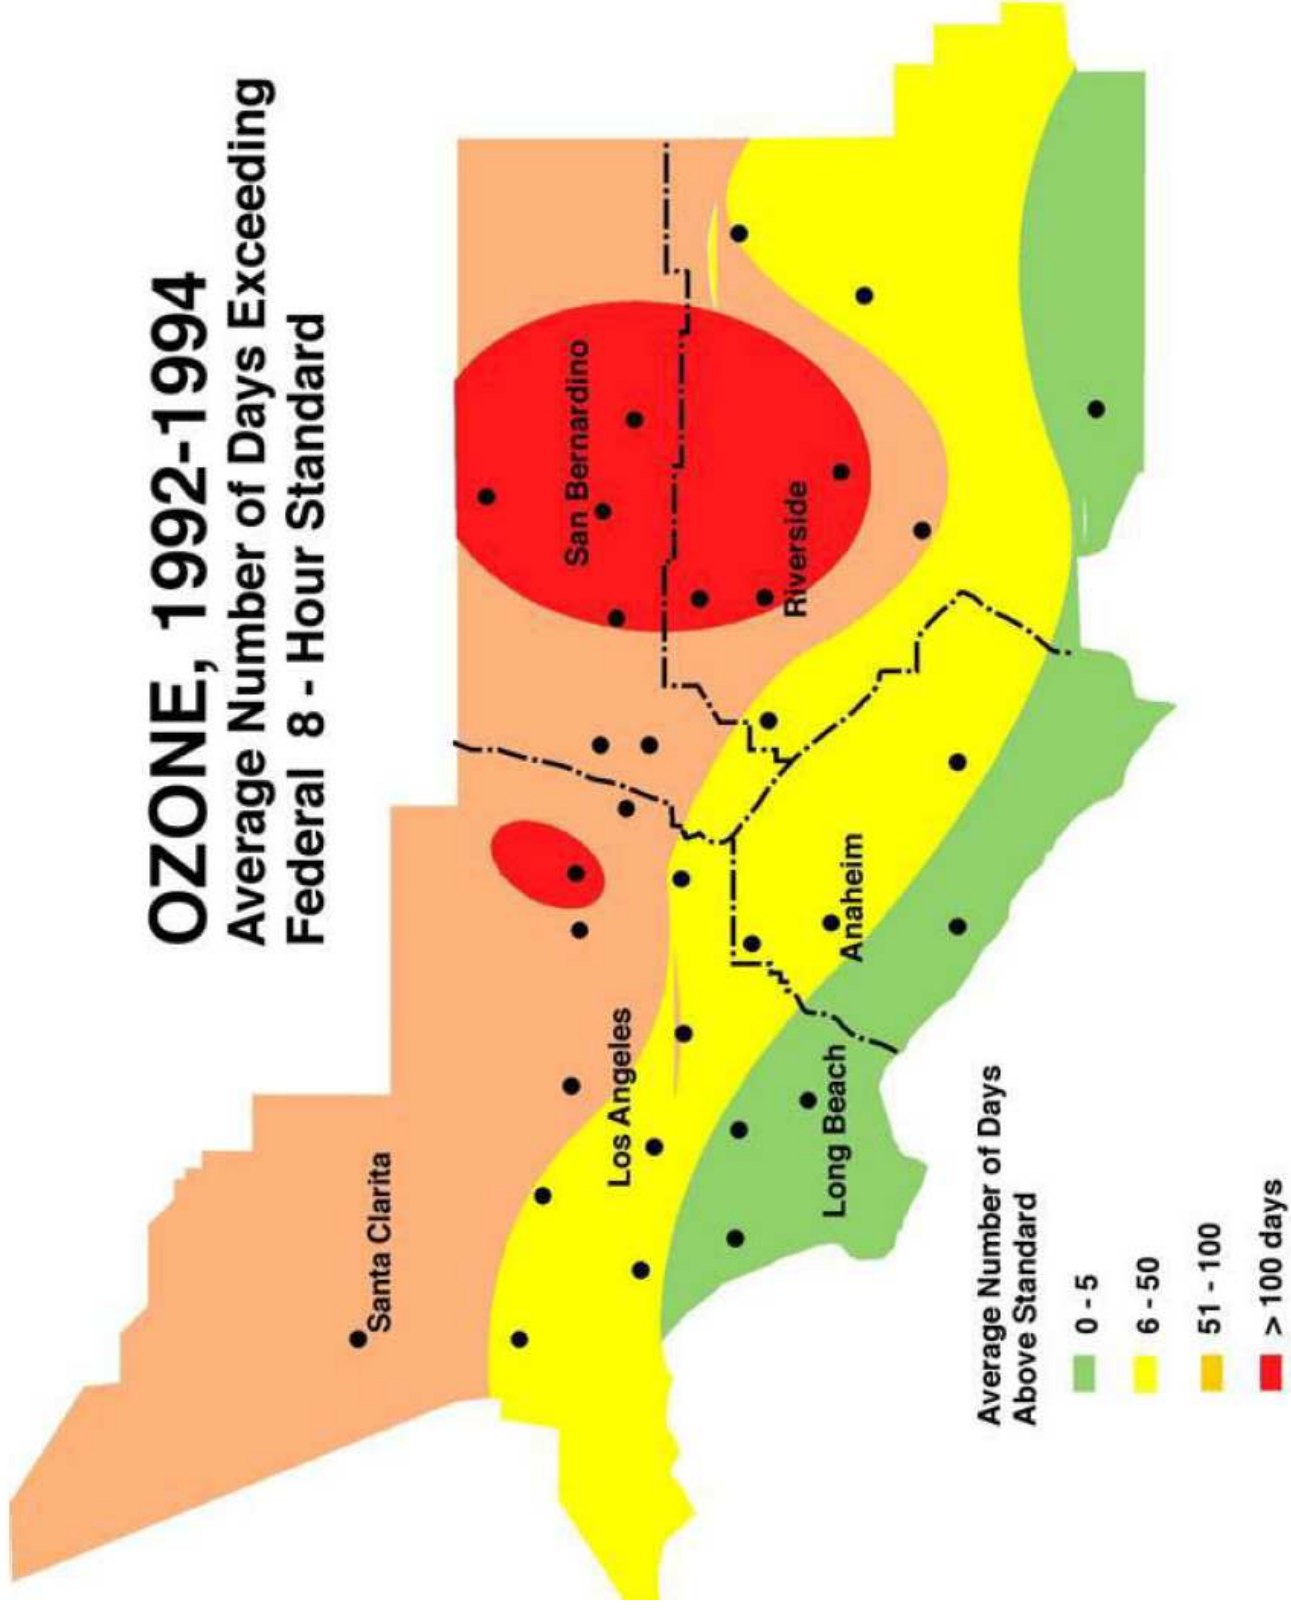 OZONE, 1992-1994
Average Number of Days Exceeding
Federal 8 - Hour Standard
Santa Clarita
Los Angeles
San Bernardino
Riverside
Anaheim
Long Beach
Average Number of Days
Above Standard
0 - 5
6 - 50
51 - 100
> 100 days